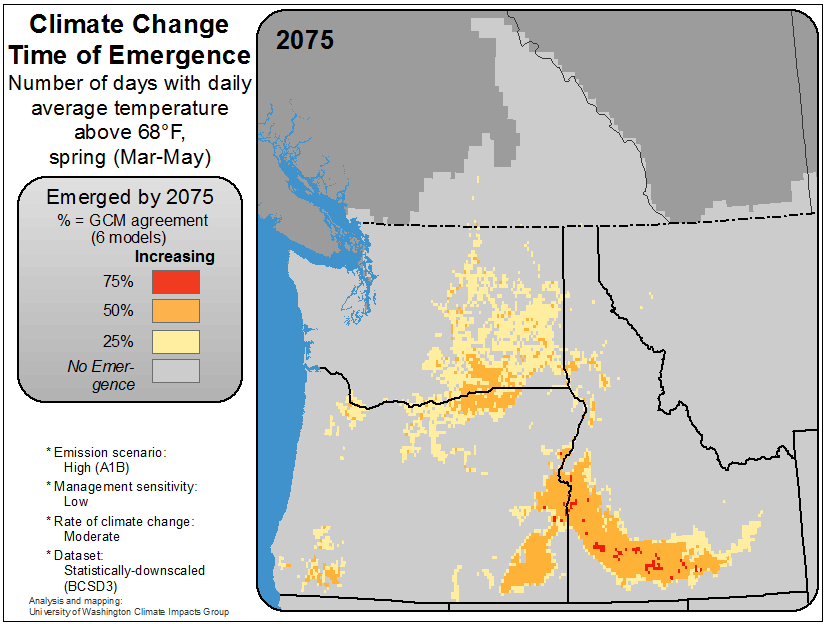 Climate Change
Time of Emergence
Number of days with daily
average temperature
above 68°F,
spring (Mar-May)
2075
Emerged by 2075
% = GCM agreement
(6 models)
Increasing
75%
50%
25%
No Emer-
gence
* Emission scenario:
High (A1B)
* Management sensitivity:
Low
* Rate of climate change:
Moderate
* Dataset:
Statistically-downscaled
(BCSD3)
Analysis and mapping:
University of Washington Climate Impacts Group